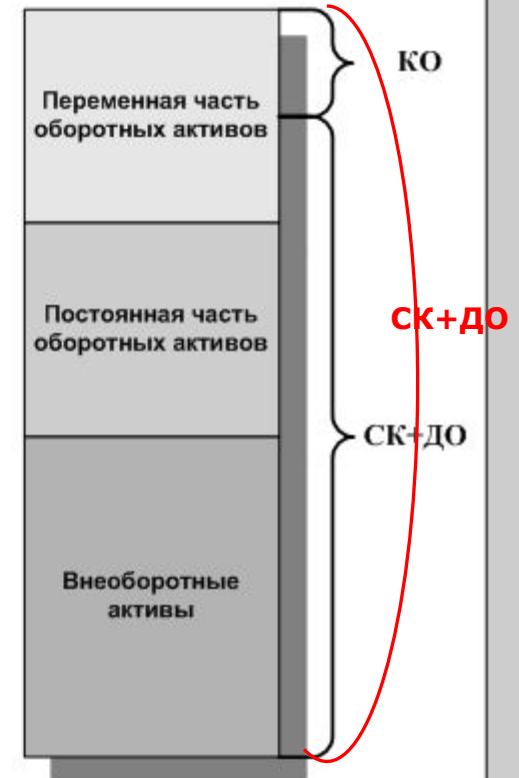 Переменная часть
оборотных активов
КО
Постоянная часть
оборотных активов
СК+ДО
СК+ДО
Внеоборотные
активы